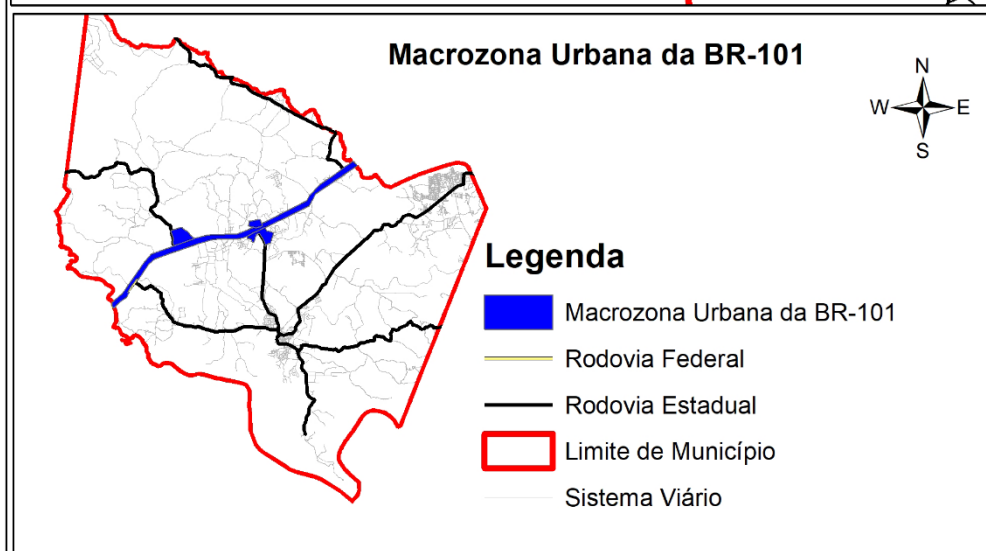 Macrozona Urbana da BR-101
N
W E
S
Legenda
Macrozona Urbana da BR-101
Rodovia Federal
Rodovia Estadual
Limite de Município
Sistema Viário